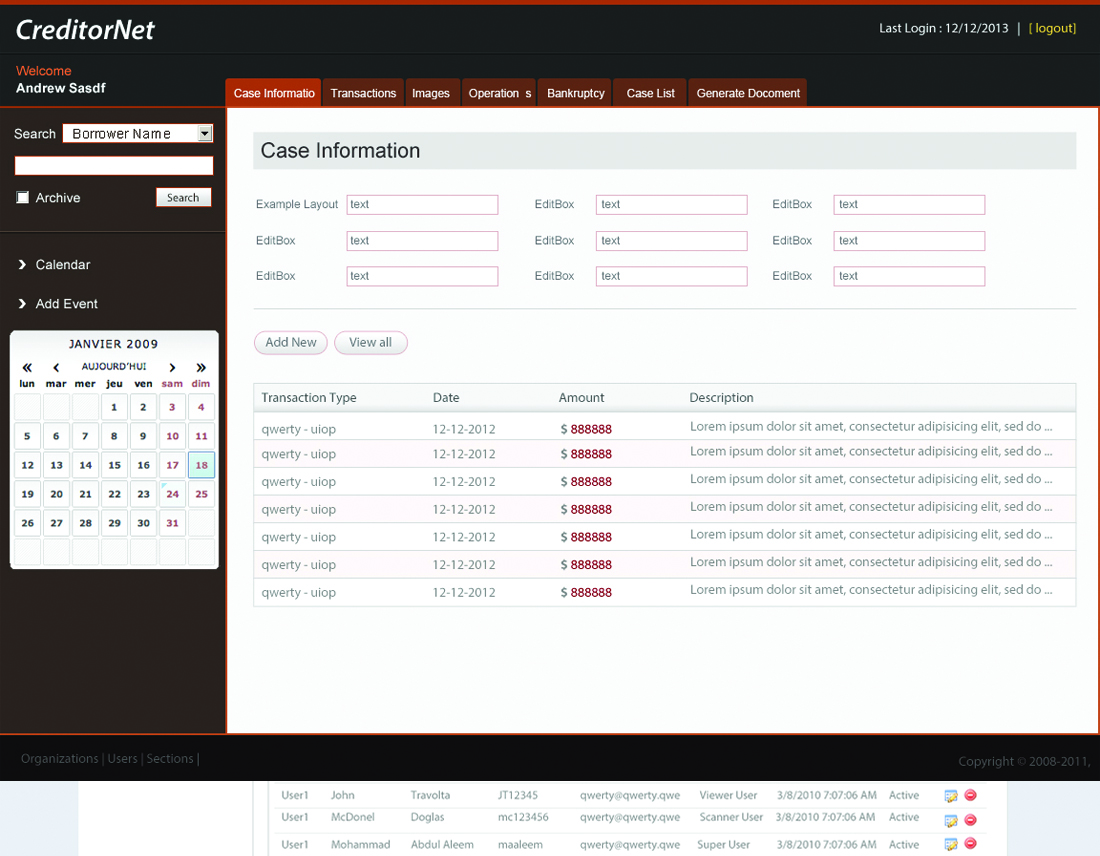 CreditorNet
Last Login : 12/12/2013 | [ logout]
Welcome
Andrew Sasdf
Case Informatio Transactions Images Operation s Bankruptcy Case List Generate Document
Search Borrower Name
Archive Search
Calendar
Add Event
JANVIER 2009
« ‹ AUJOURD'HUI › »
lun mar mer jeu ven sam dim
1 2 3 4
5 6 7 8 9 10 11
12 13 14 15 16 17 18
19 20 21 22 23 24 25
26 27 28 29 30 31
Case Information
Example Layout text EditBox text EditBox text
EditBox text EditBox text EditBox text
EditBox text EditBox text EditBox text
Add New View all
Transaction Type Date Amount Description
qwerty - uiop 12-12-2012 $ 888888 Lorem ipsum dolor sit amet, consectetur adipisicing elit, sed do ...
qwerty - uiop 12-12-2012 $ 888888 Lorem ipsum dolor sit amet, consectetur adipisicing elit, sed do ...
qwerty - uiop 12-12-2012 $ 888888 Lorem ipsum dolor sit amet, consectetur adipisicing elit, sed do ...
qwerty - uiop 12-12-2012 $ 888888 Lorem ipsum dolor sit amet, consectetur adipisicing elit, sed do ...
qwerty - uiop 12-12-2012 $ 888888 Lorem ipsum dolor sit amet, consectetur adipisicing elit, sed do ...
qwerty - uiop 12-12-2012 $ 888888 Lorem ipsum dolor sit amet, consectetur adipisicing elit, sed do ...
qwerty - uiop 12-12-2012 $ 888888 Lorem ipsum dolor sit amet, consectetur adipisicing elit, sed do ...
Organizations | Users | Sections |
Copyright © 2008-2011,
User1 John Travolta JT12345 qwerty@qwerty.qwe Viewer User 3/8/2010 7:07:06 AM Active
User1 McDonel Doglas mc123456 qwerty@qwerty.qwe Scanner User 3/8/2010 7:07:06 AM Active
User1 Mohammad Abdul Aleem maaleem qwerty@qwerty.qwe Super User 3/8/2010 7:07:06 AM Active